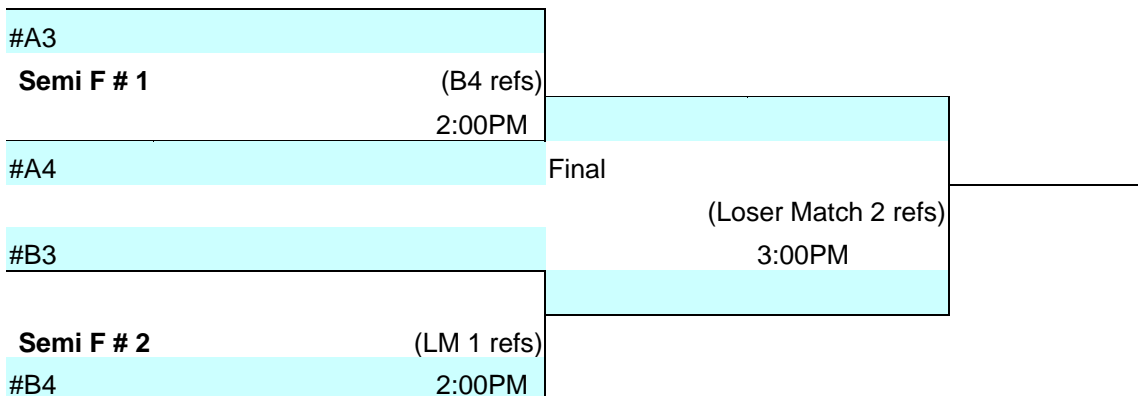 #A3
Semi F # 1 (B4 refs)
2:00PM
#A4 Final
(Loser Match 2 refs)
#B3 3:00PM
Semi F # 2 (LM 1 refs)
#B4 2:00PM